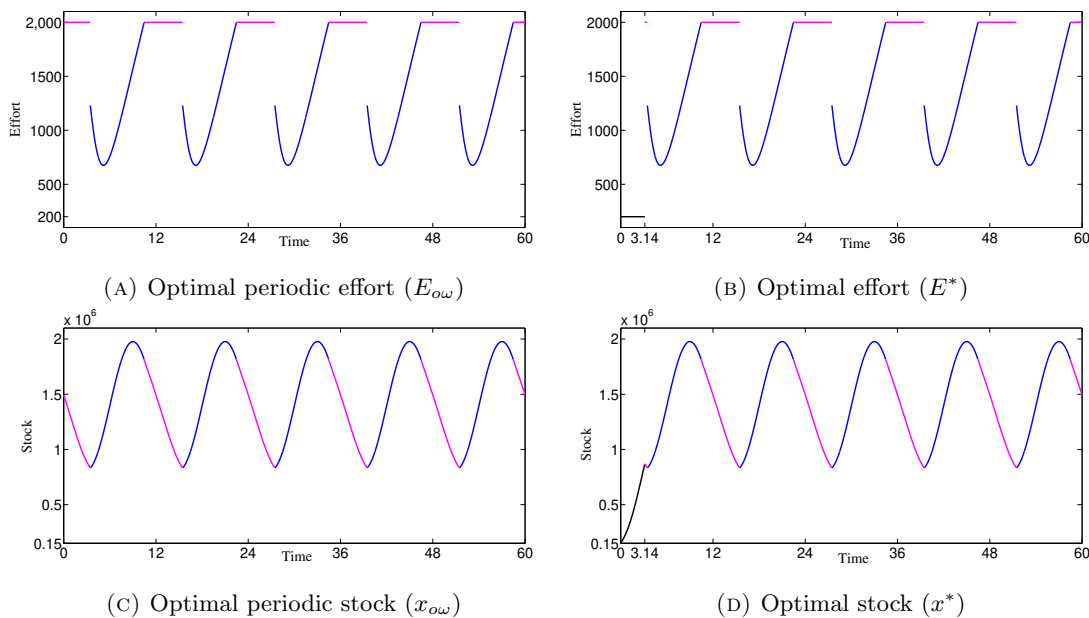 2,000
1500
1000
500
200
Effort
0 12 24 36 48 60
Time
(A) Optimal periodic effort (E_{oω})
2000
1500
1000
500
Effort
0 3.14 12 24 36 48 60
Time
(B) Optimal effort (E*)
x 10^6
2
1.5
1
0.5
0.15
Stock
0 12 24 36 48 60
Time
(C) Optimal periodic stock (x_{oω})
x 10^6
2
1.5
1
0.5
0.15
Stock
0 3.14 12 24 36 48 60
Time
(D) Optimal stock (x*)